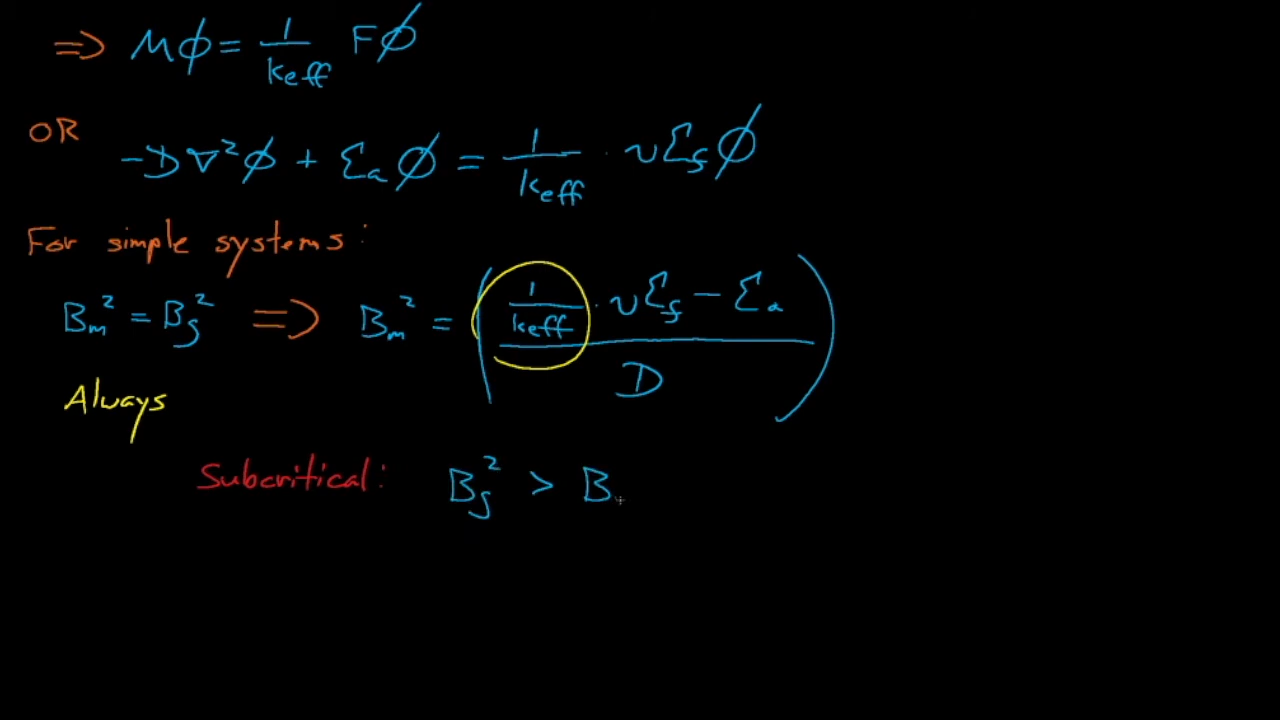 ⇒ Mϕ = 1/keff Fϕ
OR
-D∇²ϕ + Σaϕ = 1/keff · νΣfϕ
For simple systems:
Bm² = Bg² ⇒ Bm² = (1/keff · νΣf - Σa / D)
Always
Subcritical: Bg² > B